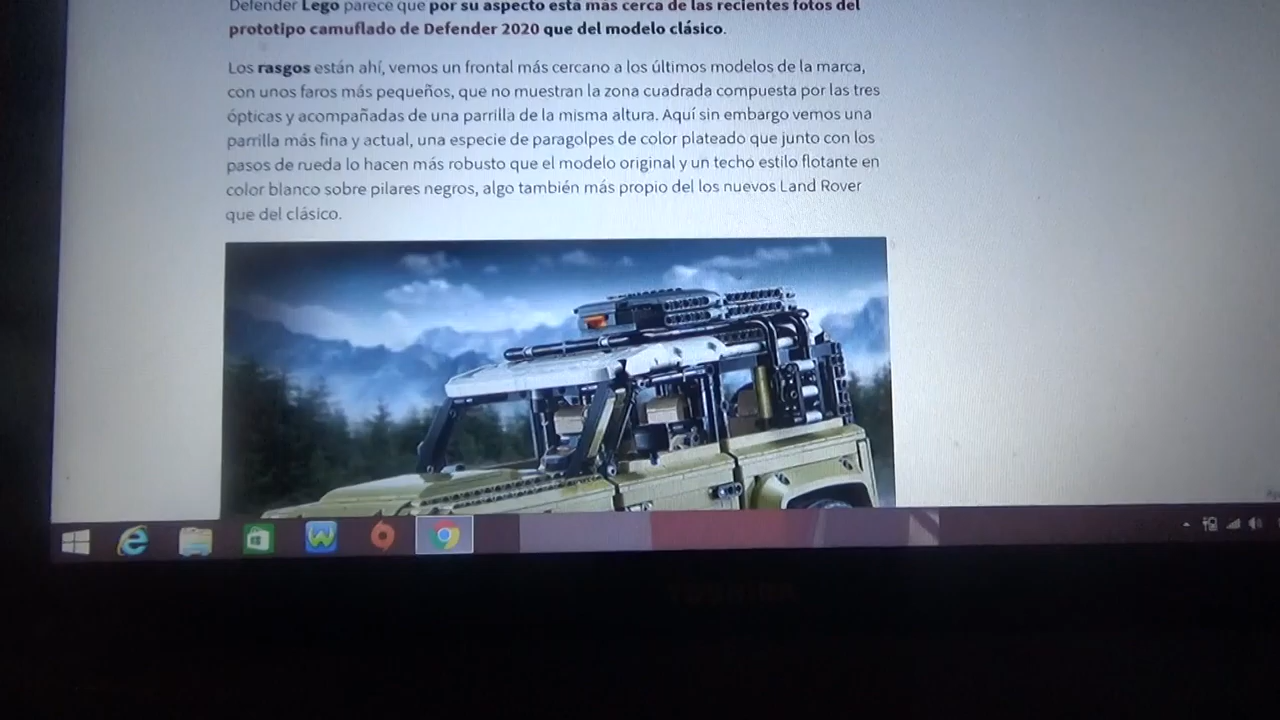 Defender Lego parece que por su aspecto está más cerca de las recientes fotos del
prototipo camuflado de Defender 2020 que del modelo clásico.
Los rasgos están ahí, vemos un frontal más cercano a los últimos modelos de la marca,
con unos faros más pequeños, que no muestran la zona cuadrada compuesta por las tres
ópticas y acompañadas de una parrilla de la misma altura. Aquí sin embargo vemos una
parrilla más fina y actual, una especie de paragolpes de color plateado que junto con los
pasos de rueda lo hacen más robusto que el modelo original y un techo estilo flotante en
color blanco sobre pilares negros, algo también más propio del los nuevos Land Rover
que del clásico.
TOSHIBA